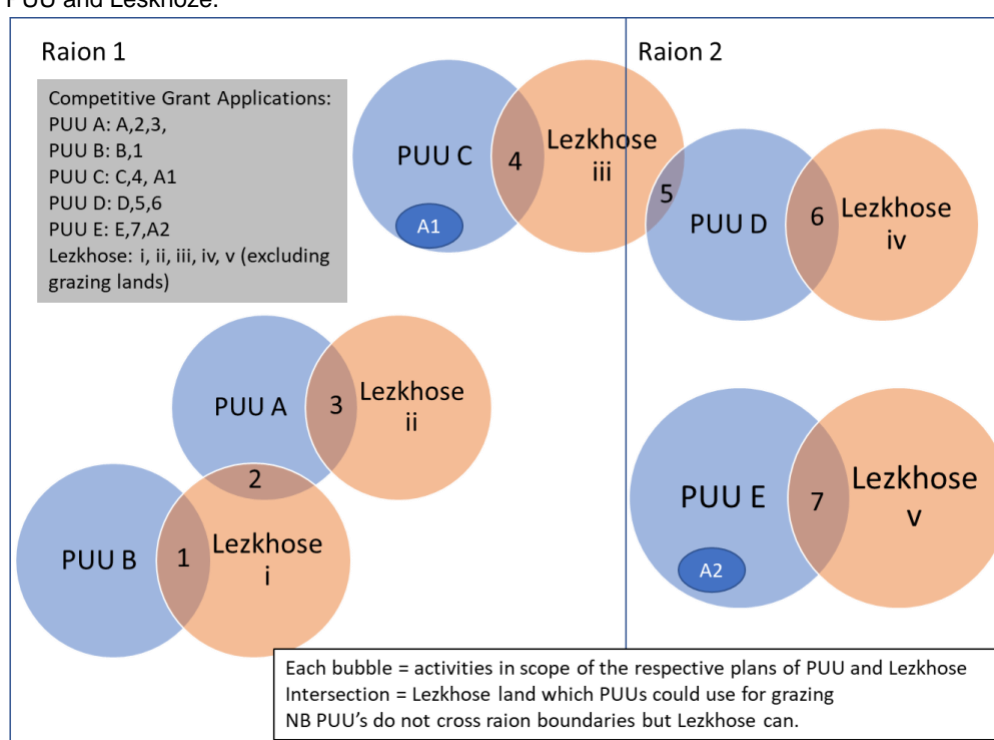 PUU and Leskhoze.
Raion 1
Raion 2
Competitive Grant Applications:
PUU A: A,2,3,
PUU B: B,1
PUU C: C,4, A1
PUU D: D,5,6
PUU E: E,7,A2
Lezkhose: i, ii, iii, iv, v (excluding
grazing lands)
PUU C
4
Lezkhose
iii
A1
5
PUU D
6
Lezkhose
iv
PUU A
3
Lezkhose
ii
2
PUU B
1
Lezkhose
i
PUU E
7
Lezkhose
v
A2
Each bubble = activities in scope of the respective plans of PUU and Lezkhose
Intersection = Lezkhose land which PUUs could use for grazing
NB PUU’s do not cross raion boundaries but Lezkhose can.